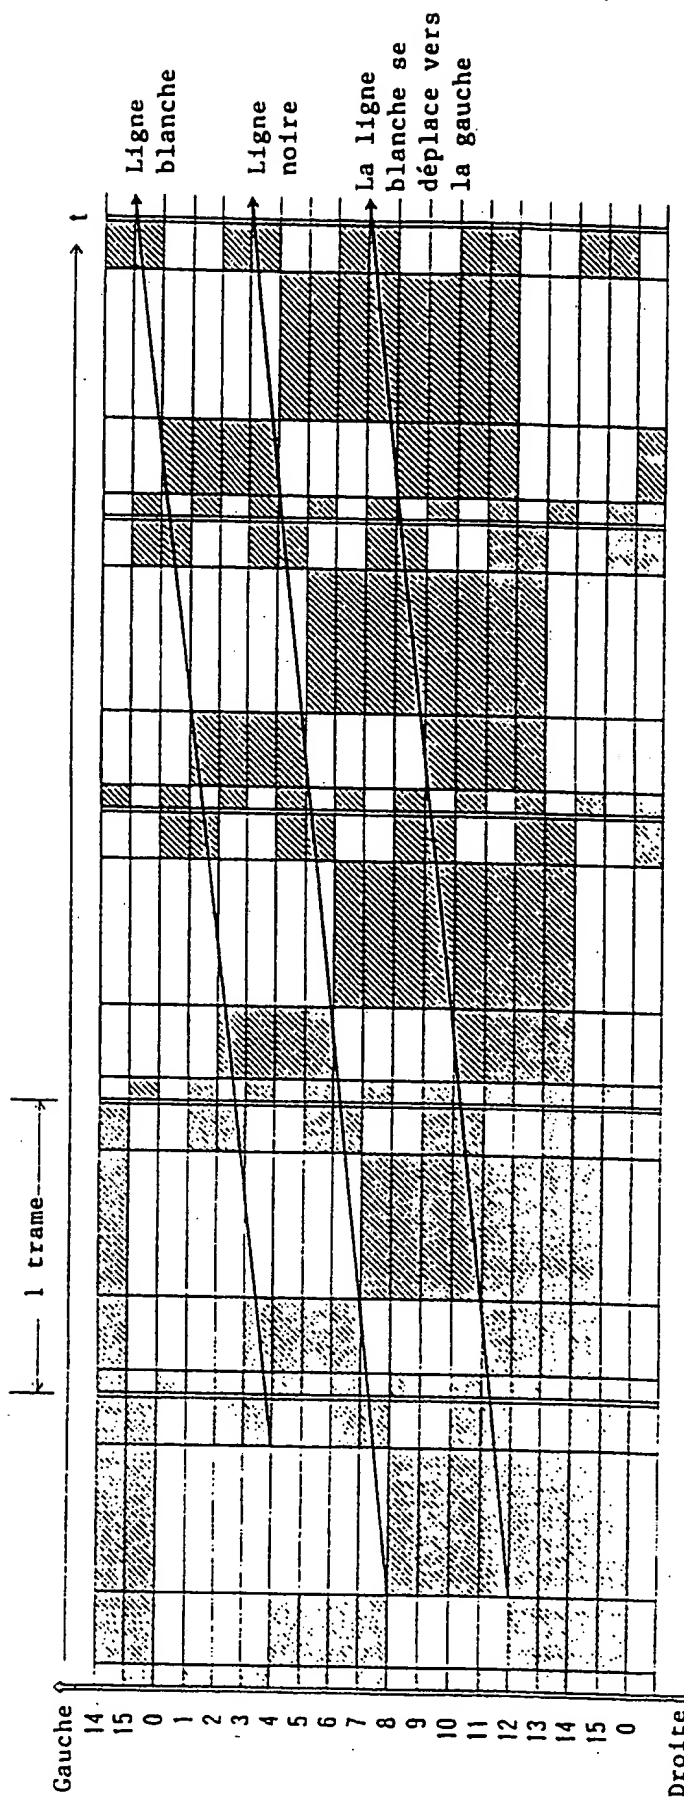 t
Ligne
blanche
Ligne
noire
La ligne
blanche se
déplace vers
la gauche
1 trame
Gauche
14
15
0
1
2
3
4
5
6
7
8
9
10
11
12
13
14
15
0
Droite